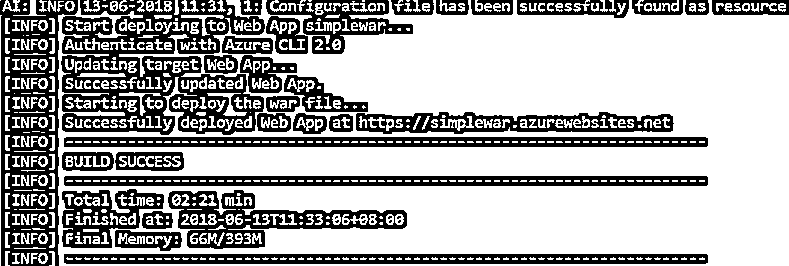 AI: INFO 13-06-2018 11:31, 1: Configuration file has been successfully found as resource
[INFO] Start deploying to Web App simplewar...
[INFO] Authenticate with Azure CLI 2.0
[INFO] Updating target Web App...
[INFO] Successfully updated Web App.
[INFO] Starting to deploy the war file...
[INFO] Successfully deployed Web App at https://simplewar.azurewebsites.net
[INFO] ------------------------------------------------------------------------
[INFO] BUILD SUCCESS
[INFO] ------------------------------------------------------------------------
[INFO] Total time: 02:21 min
[INFO] Finished at: 2018-06-13T11:33:06+08:00
[INFO] Final Memory: 66M/393M
[INFO] ------------------------------------------------------------------------